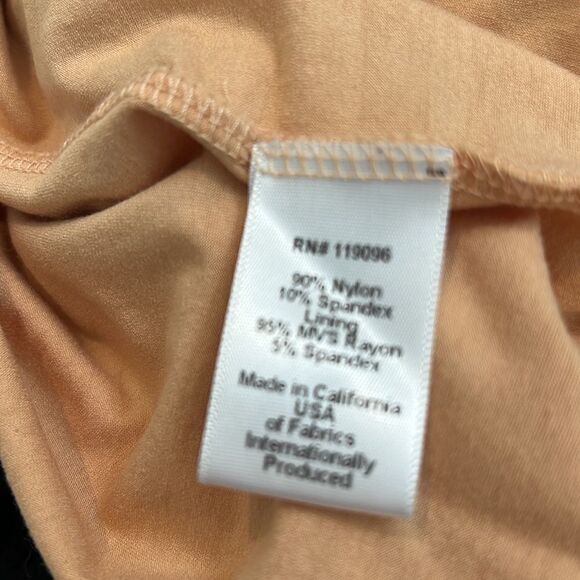 RN# 119096
90% Nylon
10% Spandex
Lining
95% MVS Rayon
5% Spandex
Made in California
USA
of Fabrics
Internationally
Produced